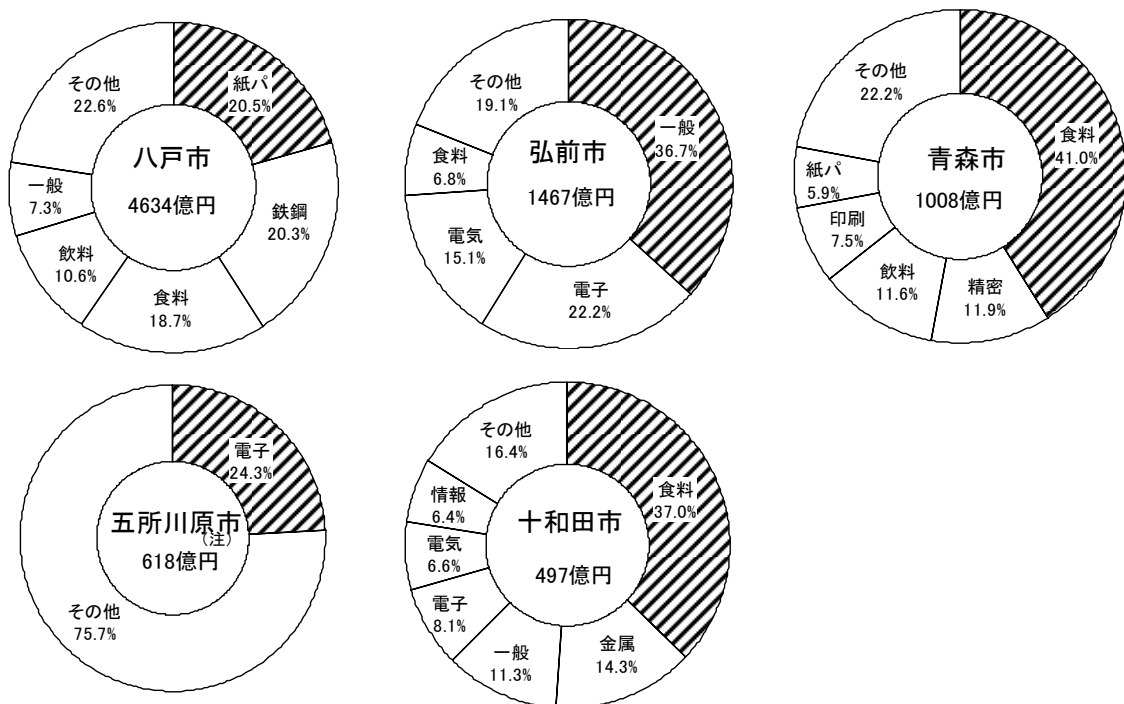 八戸市
4634億円
紙パ
20.5%
鉄鋼
20.3%
食料
18.7%
飲料
10.6%
一般
7.3%
その他
22.6%
弘前市
1467億円
一般
36.7%
電子
22.2%
電気
15.1%
食料
6.8%
その他
19.1%
青森市
1008億円
食料
41.0%
精密
11.9%
飲料
11.6%
印刷
7.5%
紙パ
5.9%
その他
22.2%
五所川原市
（注）
618億円
電子
24.3%
その他
75.7%
十和田市
497億円
食料
37.0%
金属
14.3%
一般
11.3%
電子
8.1%
電気
6.6%
情報
6.4%
その他
16.4%